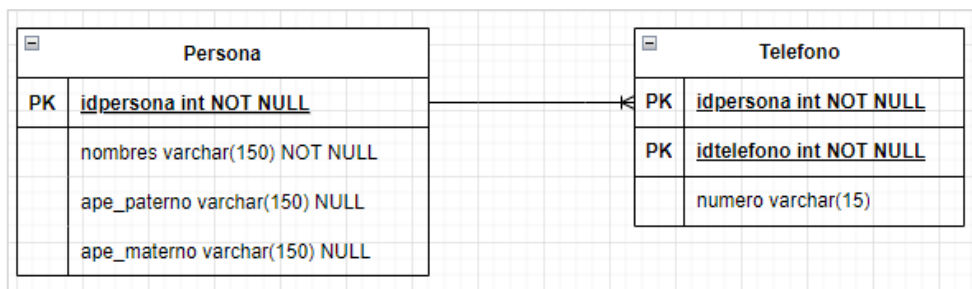 Persona
PK idpersona int NOT NULL
nombres varchar(150) NOT NULL
ape_paterno varchar(150) NULL
ape_materno varchar(150) NULL
Telefono
PK idpersona int NOT NULL
PK idtelefono int NOT NULL
numero varchar(15)